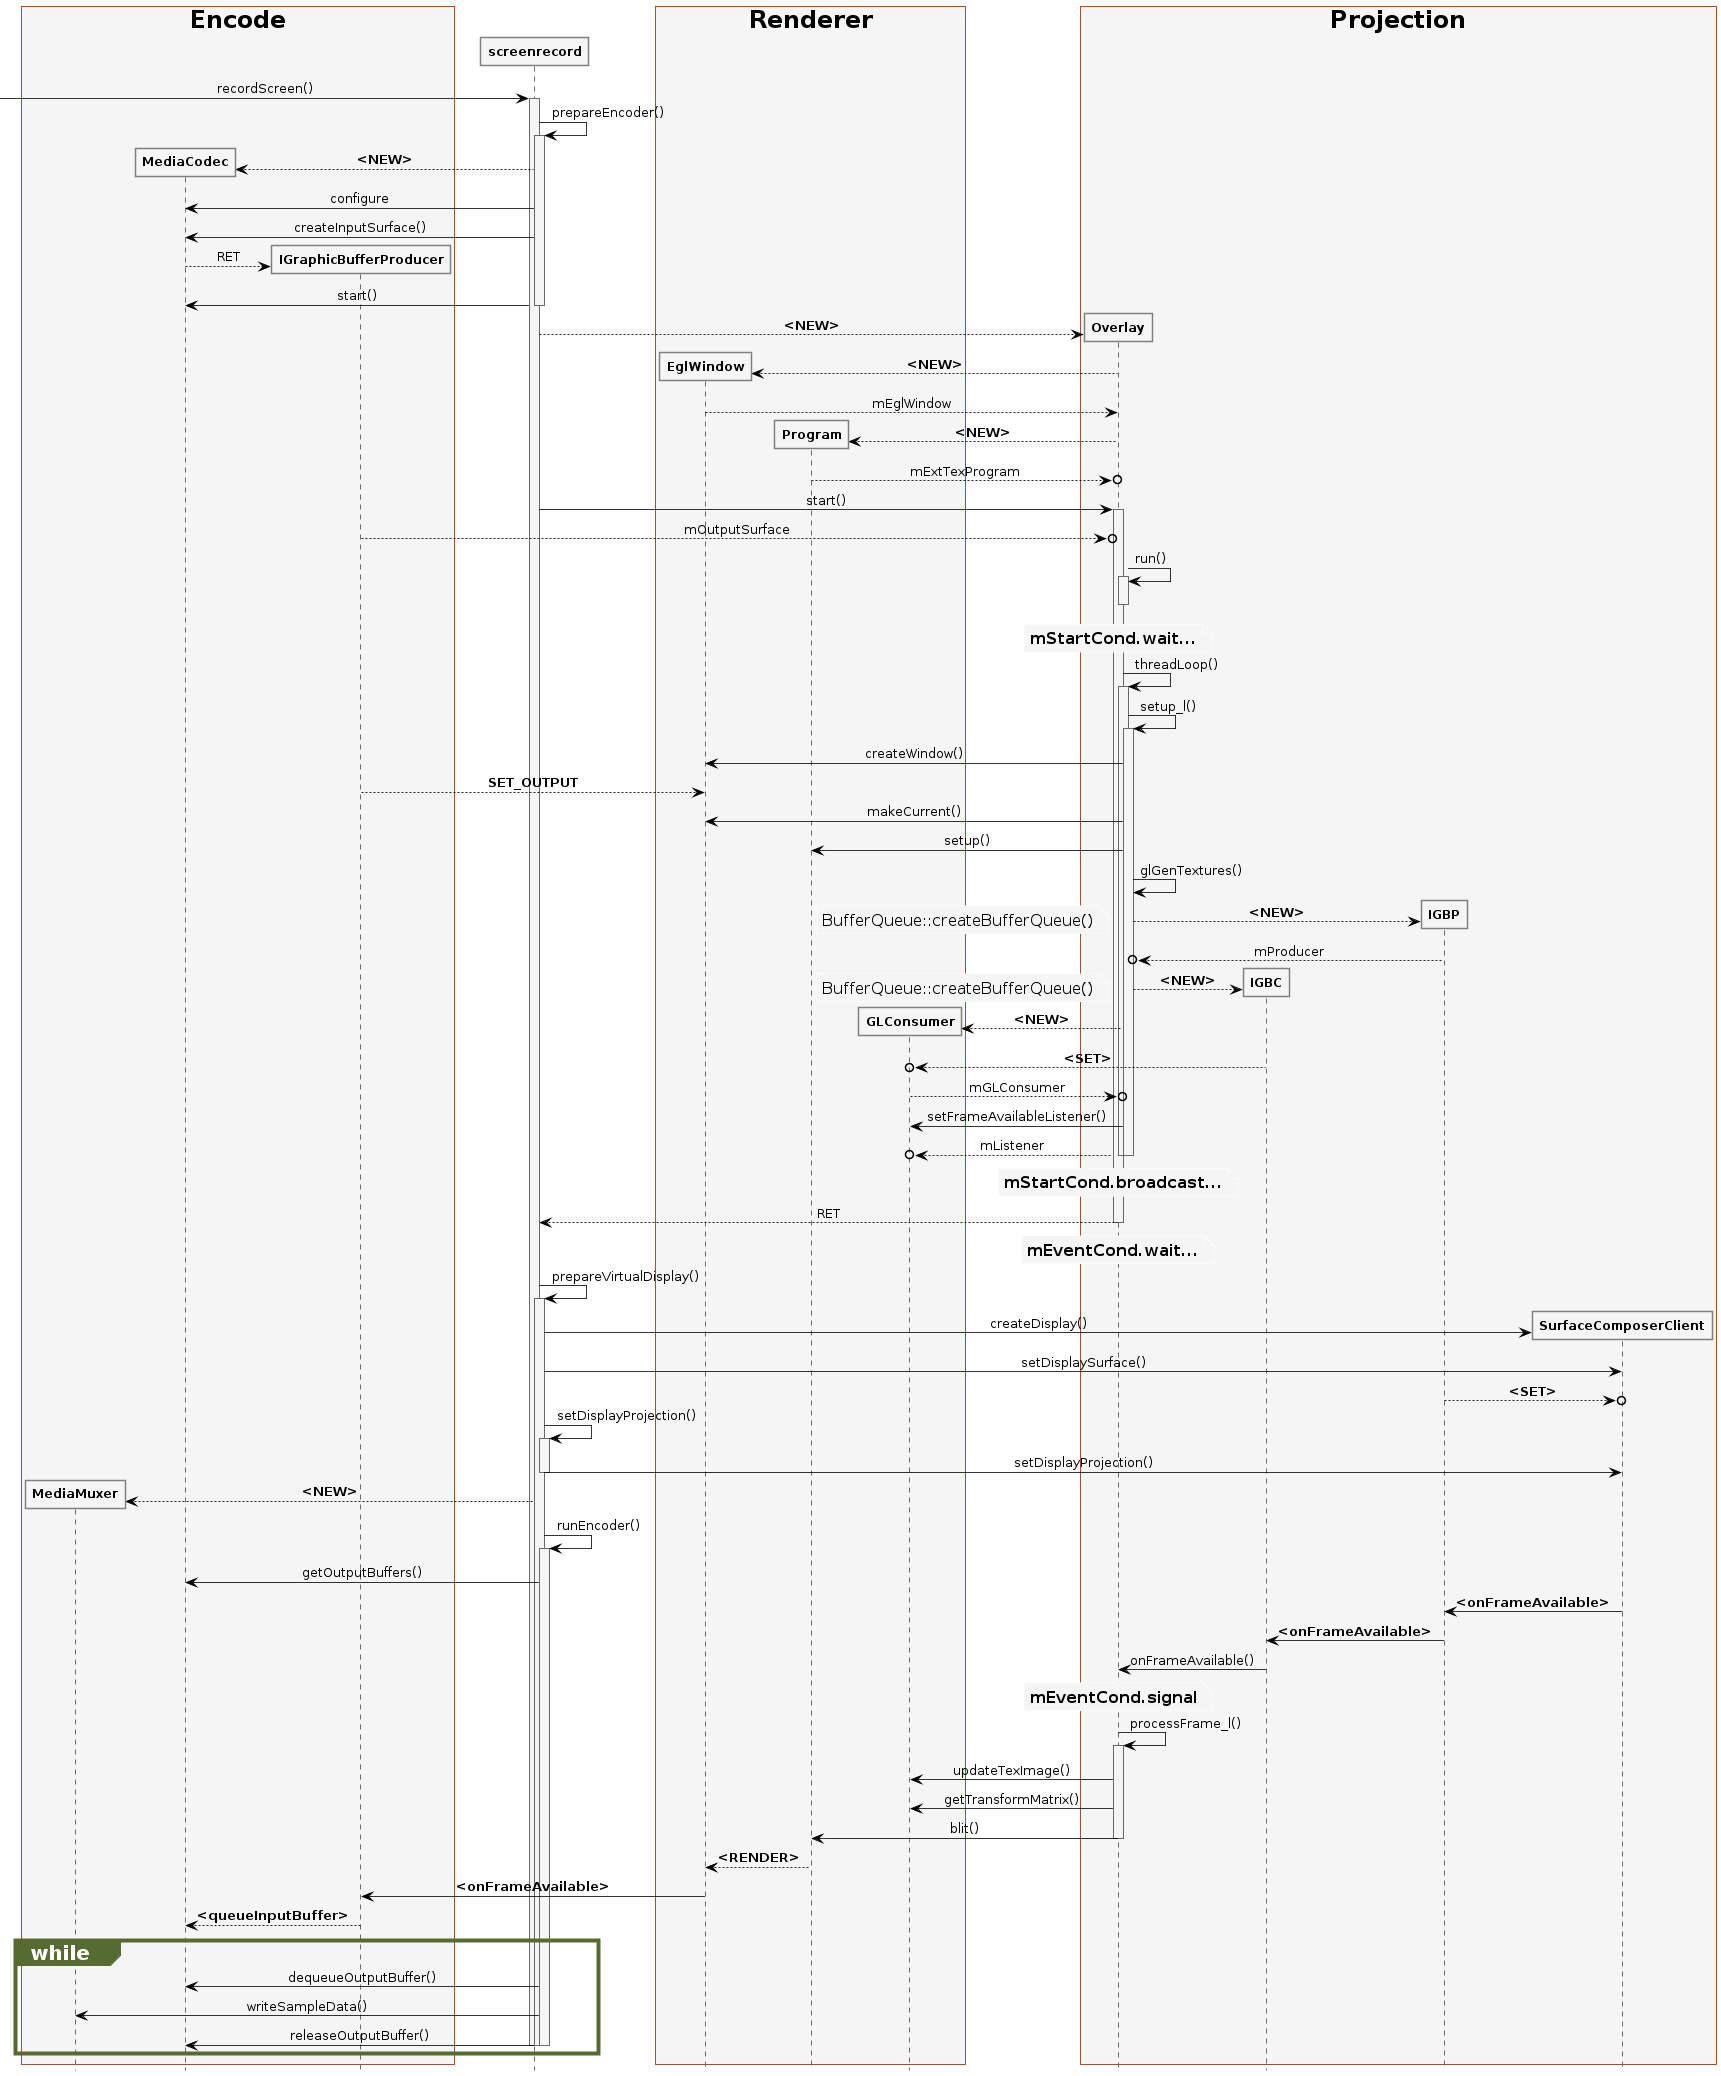 Encode
Renderer
Projection
screenrecord
recordScreen()
prepareEncoder()
MediaCodec
<NEW>
configure
createInputSurface()
RET
IGraphicBufferProducer
start()
<NEW>
Overlay
EglWindow
<NEW>
mEglWindow
Program
<NEW>
mExtTexProgram
start()
mOutputSurface
run()
mStartCond.wait...
threadLoop()
setup_l()
createWindow()
SET_OUTPUT
makeCurrent()
setup()
glGenTextures()
BufferQueue::createBufferQueue()
<NEW>
IGBP
mProducer
BufferQueue::createBufferQueue()
<NEW>
IGBC
GLConsumer
<NEW>
<SET>
mGLConsumer
setFrameAvailableListener()
mListener
mStartCond.broadcast...
RET
mEventCond.wait...
prepareVirtualDisplay()
createDisplay()
SurfaceComposerClient
setDisplaySurface()
<SET>
setDisplayProjection()
setDisplayProjection()
MediaMuxer
<NEW>
runEncoder()
getOutputBuffers()
<onFrameAvailable>
<onFrameAvailable>
onFrameAvailable()
mEventCond.signal
processFrame_l()
updateTexImage()
getTransformMatrix()
blit()
<RENDER>
<onFrameAvailable>
<queueInputBuffer>
while
dequeueOutputBuffer()
writeSampleData()
releaseOutputBuffer()